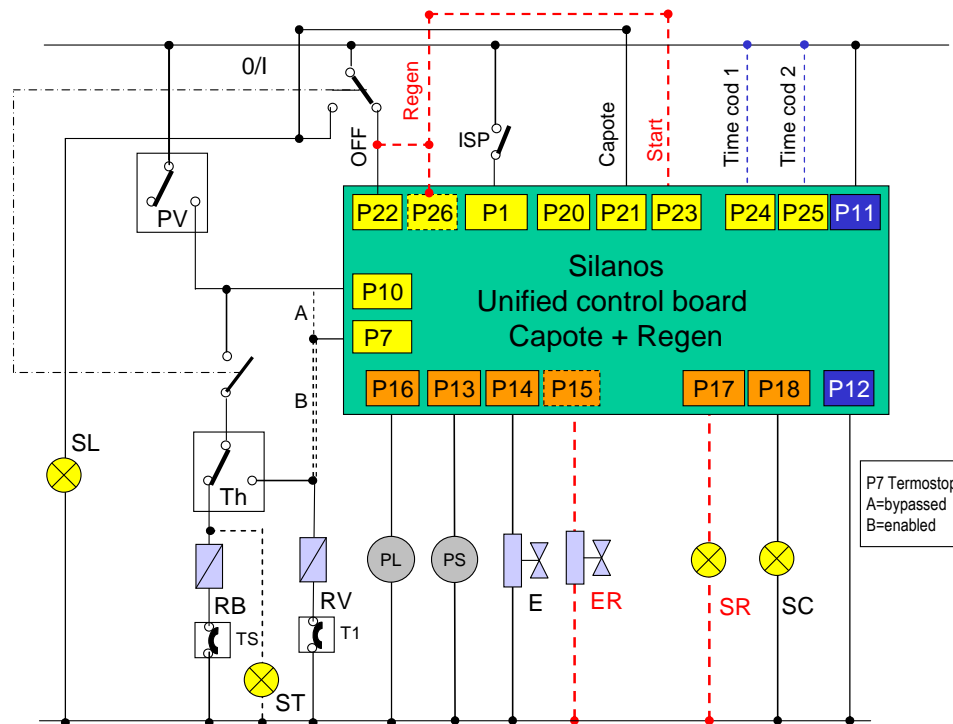 0/I
Regen
OFF
ISP
Capote
Start
Time cod 1
Time cod 2
PV
P22
P26
P1
P20
P21
P23
P24
P25
P11
Silanos
Unified control board
Capote + Regen
P10
P7
A
B
P16
P13
P14
P15
P17
P18
P12
SL
Th
P7 Termostop
A=bypassed
B=enabled
PL
PS
RB
RV
E
ER
SR
SC
TS
T1
ST